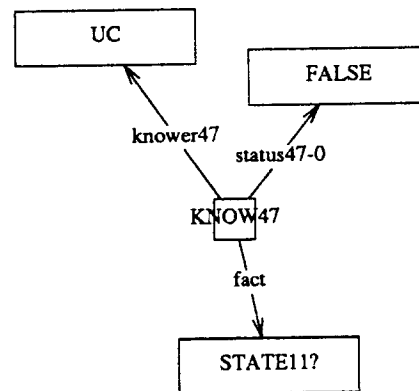 UC
FALSE
knower47
status47-0
KNOW47
fact
STATE11?